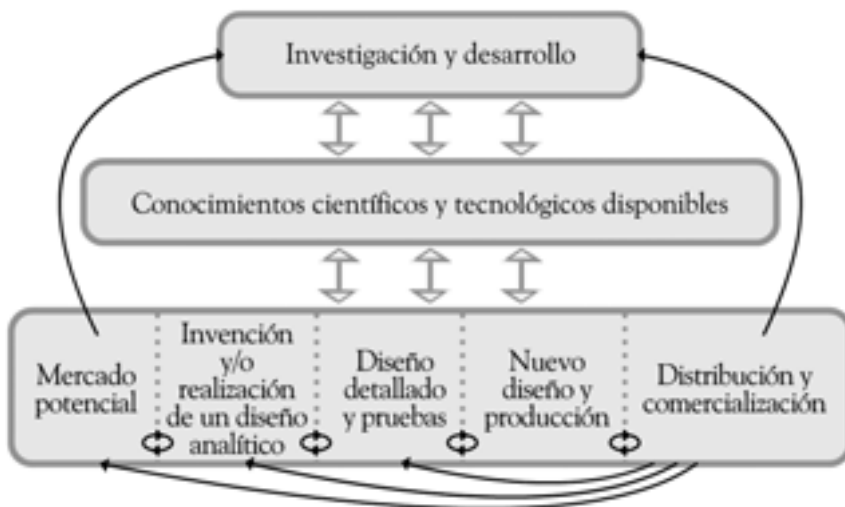 Investigación y desarrollo
Conocimientos científicos y tecnológicos disponibles
Mercado
potencial
Invención
y/o
realización
de un diseño
analítico
Diseño
detallado
y pruebas
Nuevo
diseño y
producción
Distribución y
comercialización